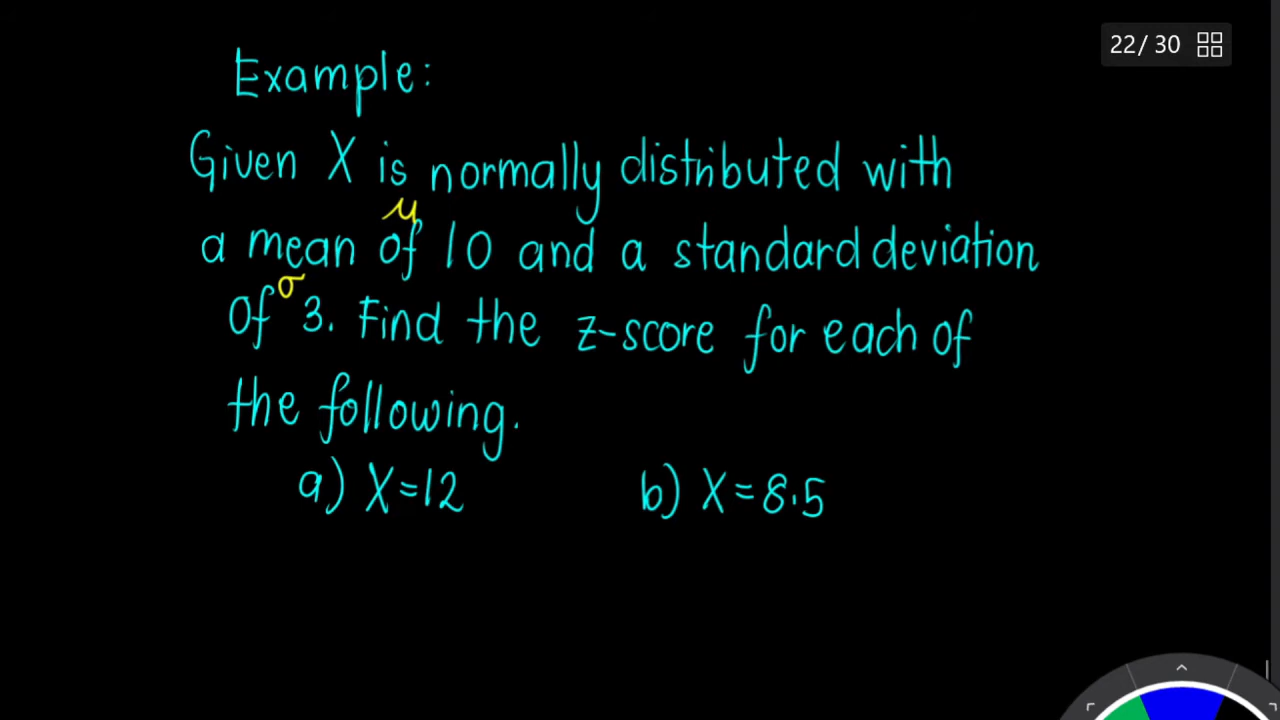 22/ 30
Example:
Given X is normally distributed with
μ
a mean of 10 and a standard deviation
σ
of 3. Find the z-score for each of
the following.
a) X=12 b) X=8.5